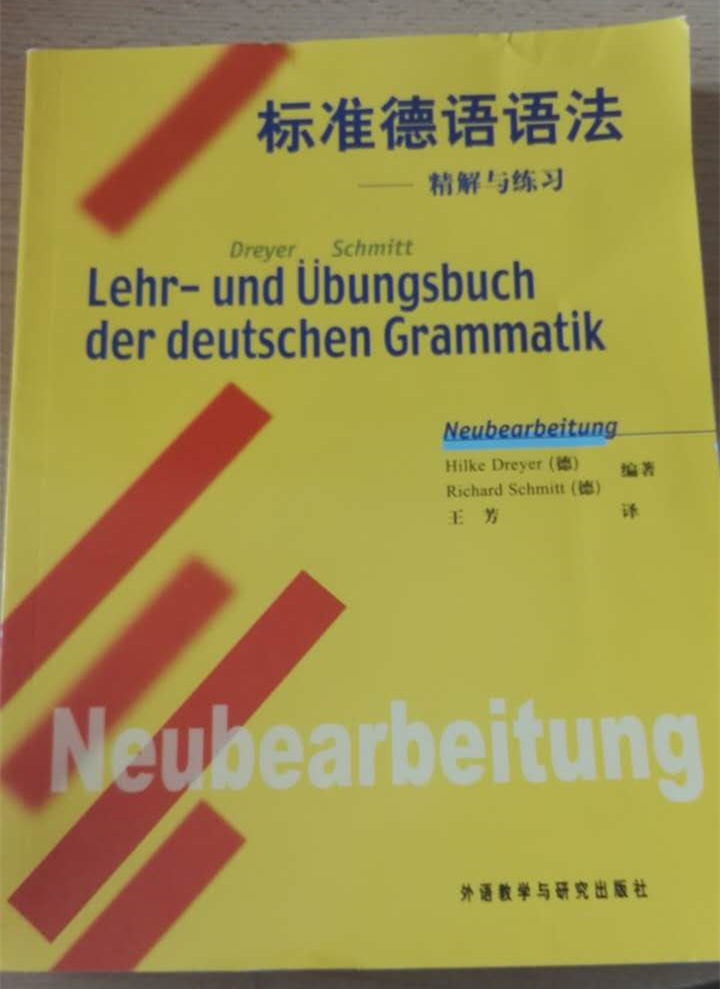 标准德语语法
—— 精解与练习
Dreyer Schmitt
Lehr- und Übungsbuch
der deutschen Grammatik
Neubearbeitung
Hilke Dreyer (德)
Richard Schmitt (德) 编著
王 芳 译
Neubearbeitung
外语教学与研究出版社